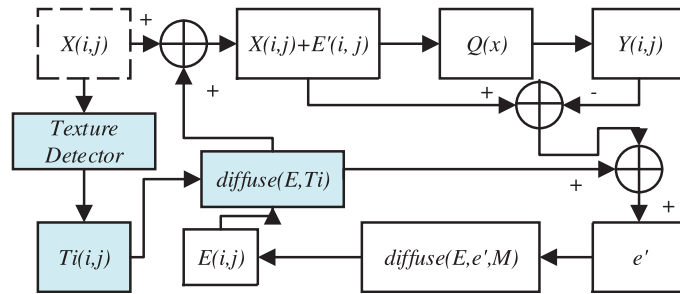 X(i,j)
+
X(i,j)+E'(i, j)
Q(x)
Y(i,j)
+
+
-
Texture
Detector
diffuse(E,Ti)
+
+
Ti(i,j)
E(i,j)
diffuse(E,e',M)
e'